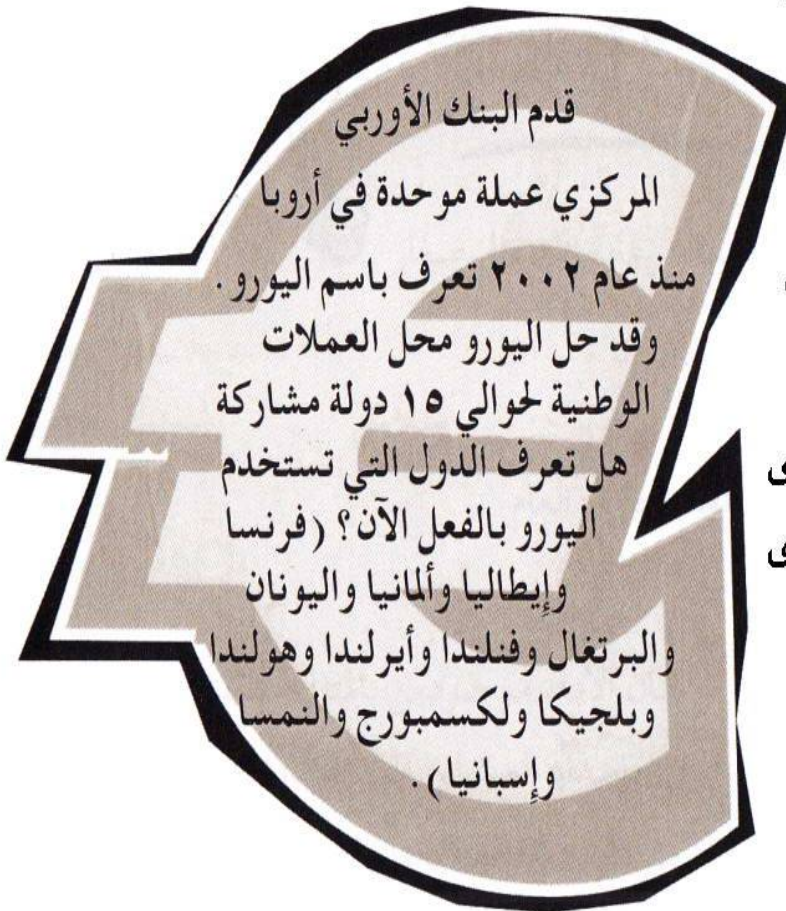 قدم البنك الأوربي
المركزي عملة موحدة في أروبا
منذ عام ٢٠٠٢ تعرف باسم اليورو.
وقد حل اليورو محل العملات
الوطنية لحوالي ١٥ دولة مشاركة
هل تعرف الدول التي تستخدم
اليورو بالفعل الآن؟ (فرنسا
وإيطاليا وألمانيا واليونان
والبرتغال وفنلندا وأيرلندا وهولندا
وبلجيكا ولكسمبورج والنمسا
وإسبانيا).